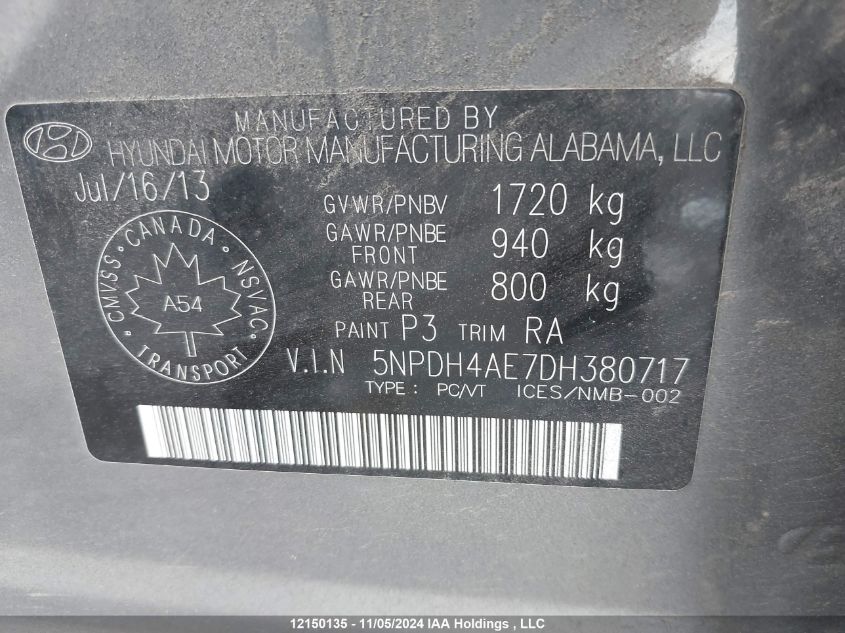 MANUFACTURED BY
HYUNDAI MOTOR MANUFACTURING ALABAMA, LLC
Jul/16/13
GVWR/PNBV 1720 kg
GAWR/PNBE FRONT 940 kg
GAWR/PNBE REAR 800 kg
CANADA
CMVSS NSVAC
A54
TRANSPORT
PAINT P3 TRIM RA
V.I.N 5NPDH4AE7DH380717
TYPE : PC/VT ICES/NMB-002
12150135 - 11/05/2024 IAA Holdings , LLC